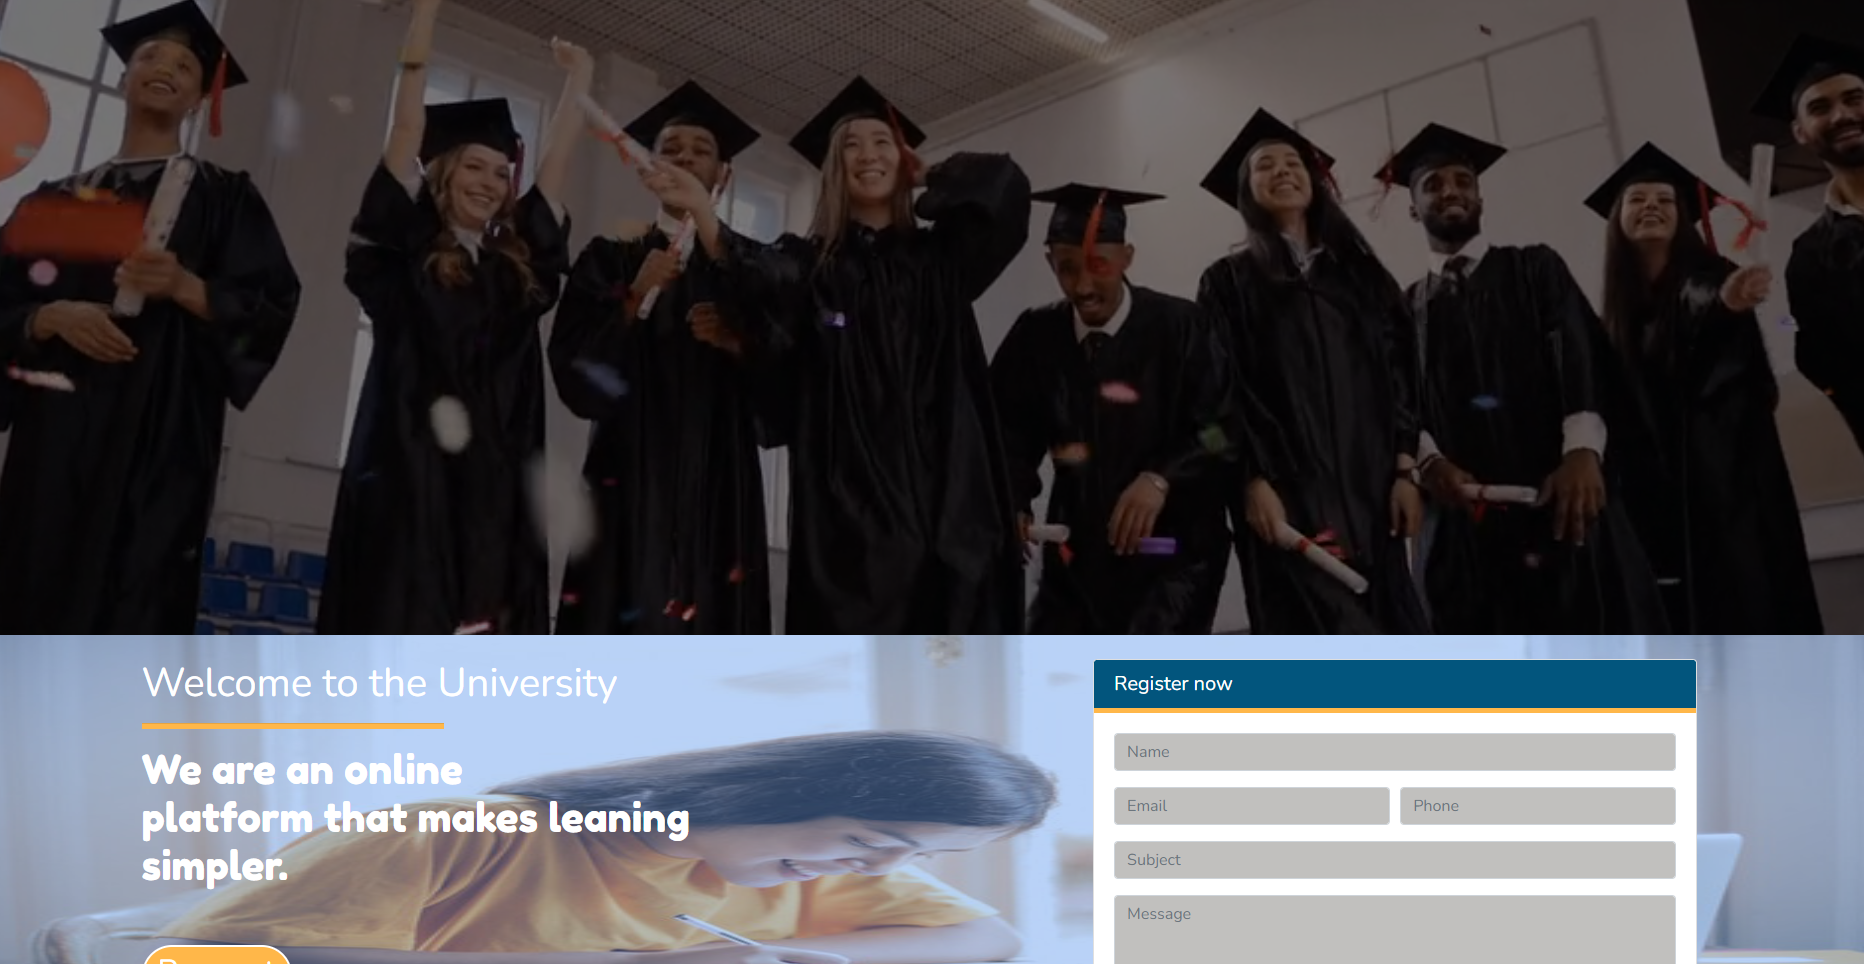 Welcome to the University
We are an online
platform that makes leaning
simpler.
Register now
Name
Email
Phone
Subject
Message